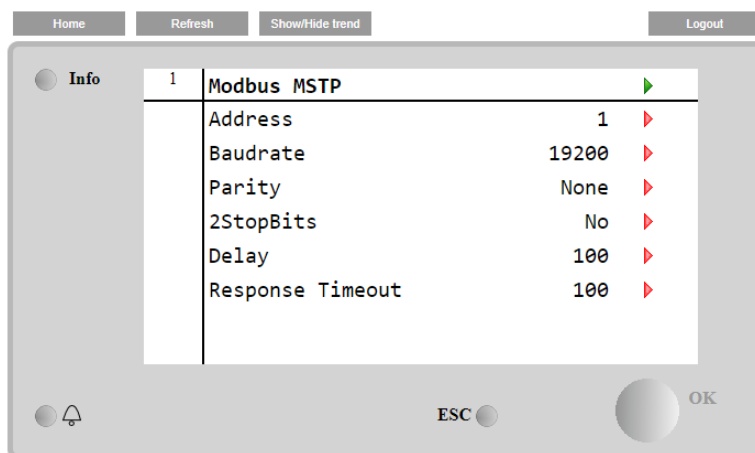 Home Refresh Show/Hide trend Logout
Info
1 Modbus MSTP
Address 1
Baudrate 19200
Parity None
2StopBits No
Delay 100
Response Timeout 100
ESC OK